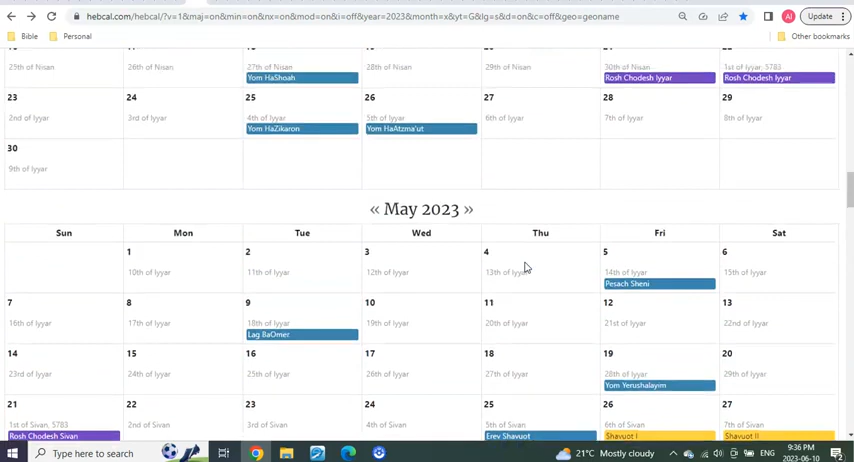 hebcal.com/hebcal/?v=1&maj=on&min=on&nx=on&mod=on&i=off&year=2023&month=x&yt=G&lg=s&d=on&c=off&geo=geoname
AI
Update
Bible Personal Other bookmarks
25th of Nisan 26th of Nisan 27th of Nisan 28th of Nisan 29th of Nisan 30th of Nisan 1st of Iyyar, 5783
Yom HaShoah Rosh Chodesh Iyyar Rosh Chodesh Iyyar
23 24 25 26 27 28 29
2nd of Iyyar 3rd of Iyyar 4th of Iyyar 5th of Iyyar 6th of Iyyar 7th of Iyyar 8th of Iyyar
Yom HaZikaron Yom HaAtzma'ut
30
9th of Iyyar
« May 2023 »
Sun Mon Tue Wed Thu Fri Sat
1 2 3 4 5 6
10th of Iyyar 11th of Iyyar 12th of Iyyar 13th of Iyyar 14th of Iyyar 15th of Iyyar
Pesach Sheni
7 8 9 10 11 12 13
16th of Iyyar 17th of Iyyar 18th of Iyyar 19th of Iyyar 20th of Iyyar 21st of Iyyar 22nd of Iyyar
Lag BaOmer
14 15 16 17 18 19 20
23rd of Iyyar 24th of Iyyar 25th of Iyyar 26th of Iyyar 27th of Iyyar 28th of Iyyar 29th of Iyyar
Yom Yerushalayim
21 22 23 24 25 26 27
1st of Sivan, 5783 2nd of Sivan 3rd of Sivan 4th of Sivan 5th of Sivan 6th of Sivan 7th of Sivan
Rosh Chodesh Sivan Erev Shavuot Shavuot I Shavuot II
Type here to search
21°C Mostly cloudy
ENG
9:36 PM
2023-06-10
2